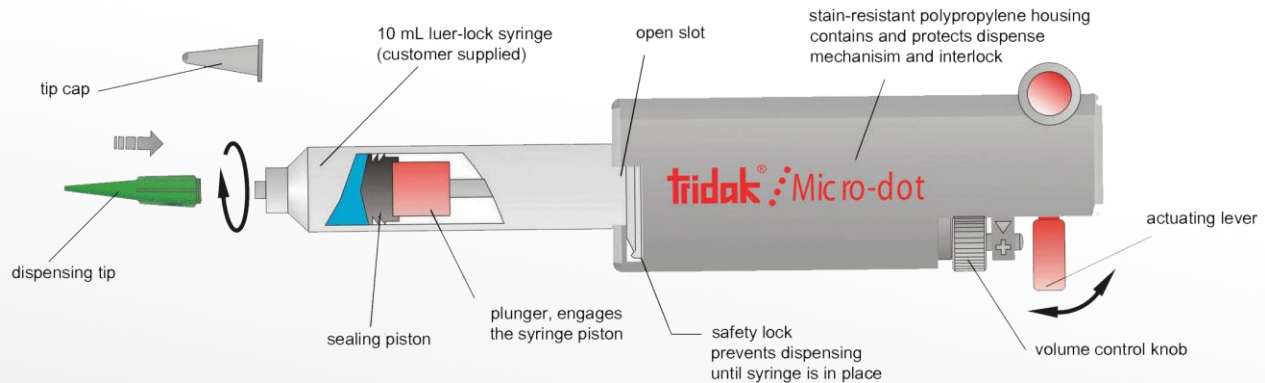 10 mL luer-lock syringe
(customer supplied)
open slot
stain-resistant polypropylene housing
contains and protects dispense
mechanisim and interlock
tip cap
tridak® Micro-dot
actuating lever
dispensing tip
sealing piston
plunger, engages
the syringe piston
safety lock
prevents dispensing
until syringe is in place
volume control knob